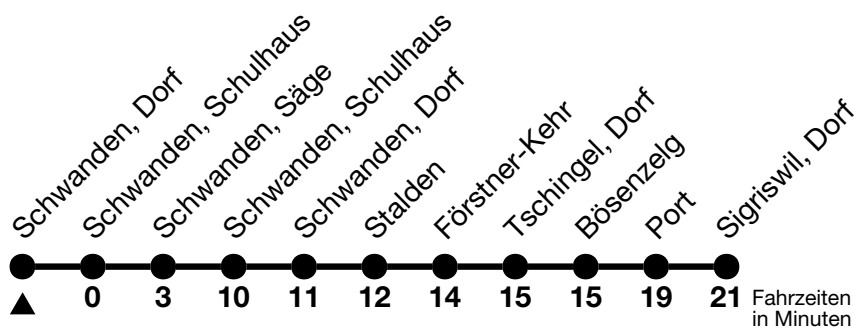 Schwanden, Dorf
Schwanden, Schulhaus
Schwanden, Säge
Schwanden, Schulhaus
Schwanden, Dorf
Stalden
Förstner-Kehr
Tschingel, Dorf
Bösenzelg
Port
Sigriswil, Dorf
0 3 10 11 12 14 15 15 19 21 Fahrzeiten
in Minuten